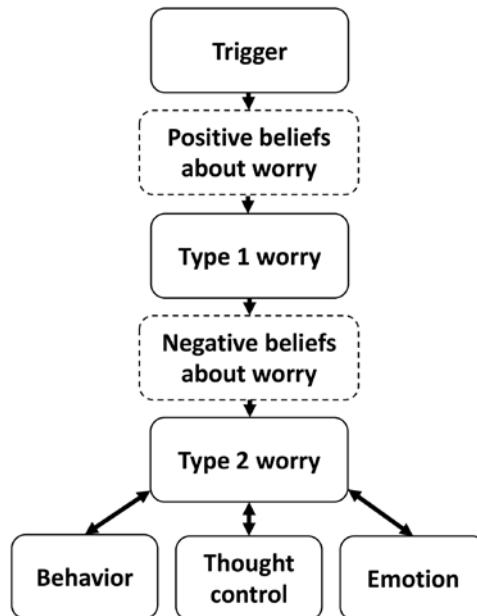 Trigger
Positive beliefs
about worry
Type 1 worry
Negative beliefs
about worry
Type 2 worry
Behavior
Thought
control
Emotion